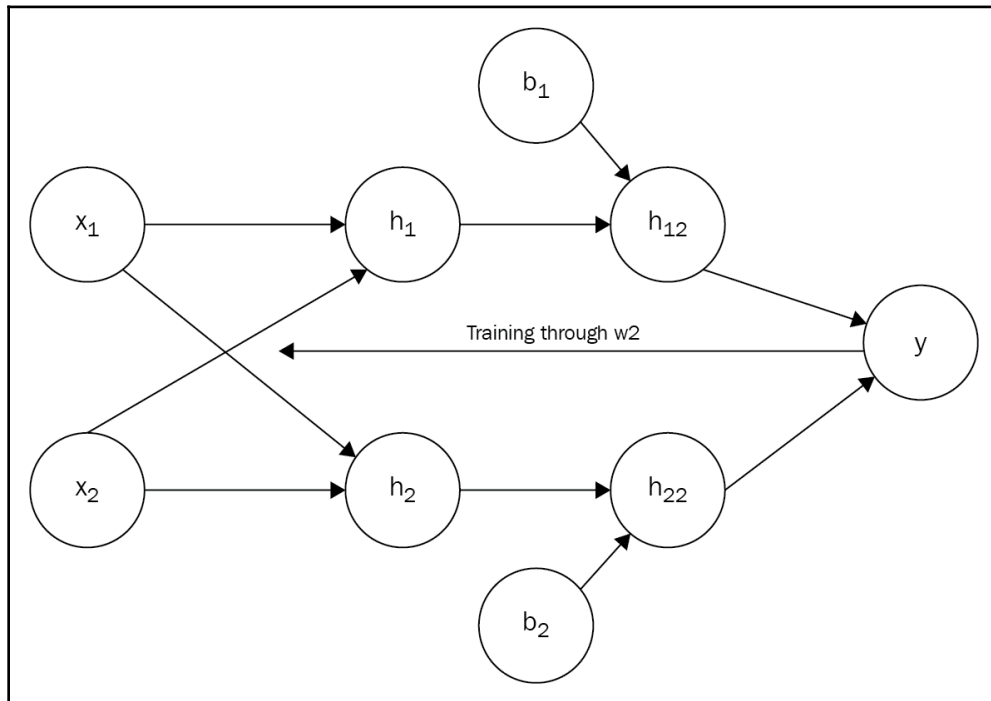 b₁
x₁
h₁
h₁₂
Training through w2
y
x₂
h₂
h₂₂
b₂